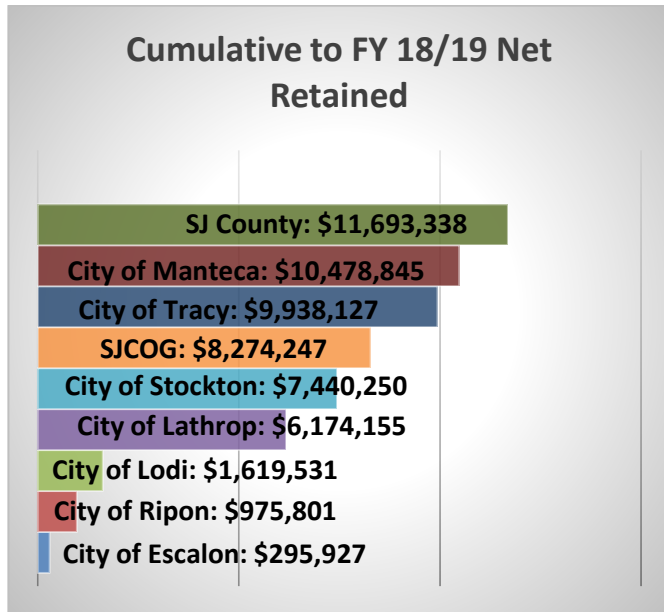 Cumulative to FY 18/19 Net
Retained
SJ County: $11,693,338
City of Manteca: $10,478,845
City of Tracy: $9,938,127
SJCOG: $8,274,247
City of Stockton: $7,440,250
City of Lathrop: $6,174,155
City of Lodi: $1,619,531
City of Ripon: $975,801
City of Escalon: $295,927